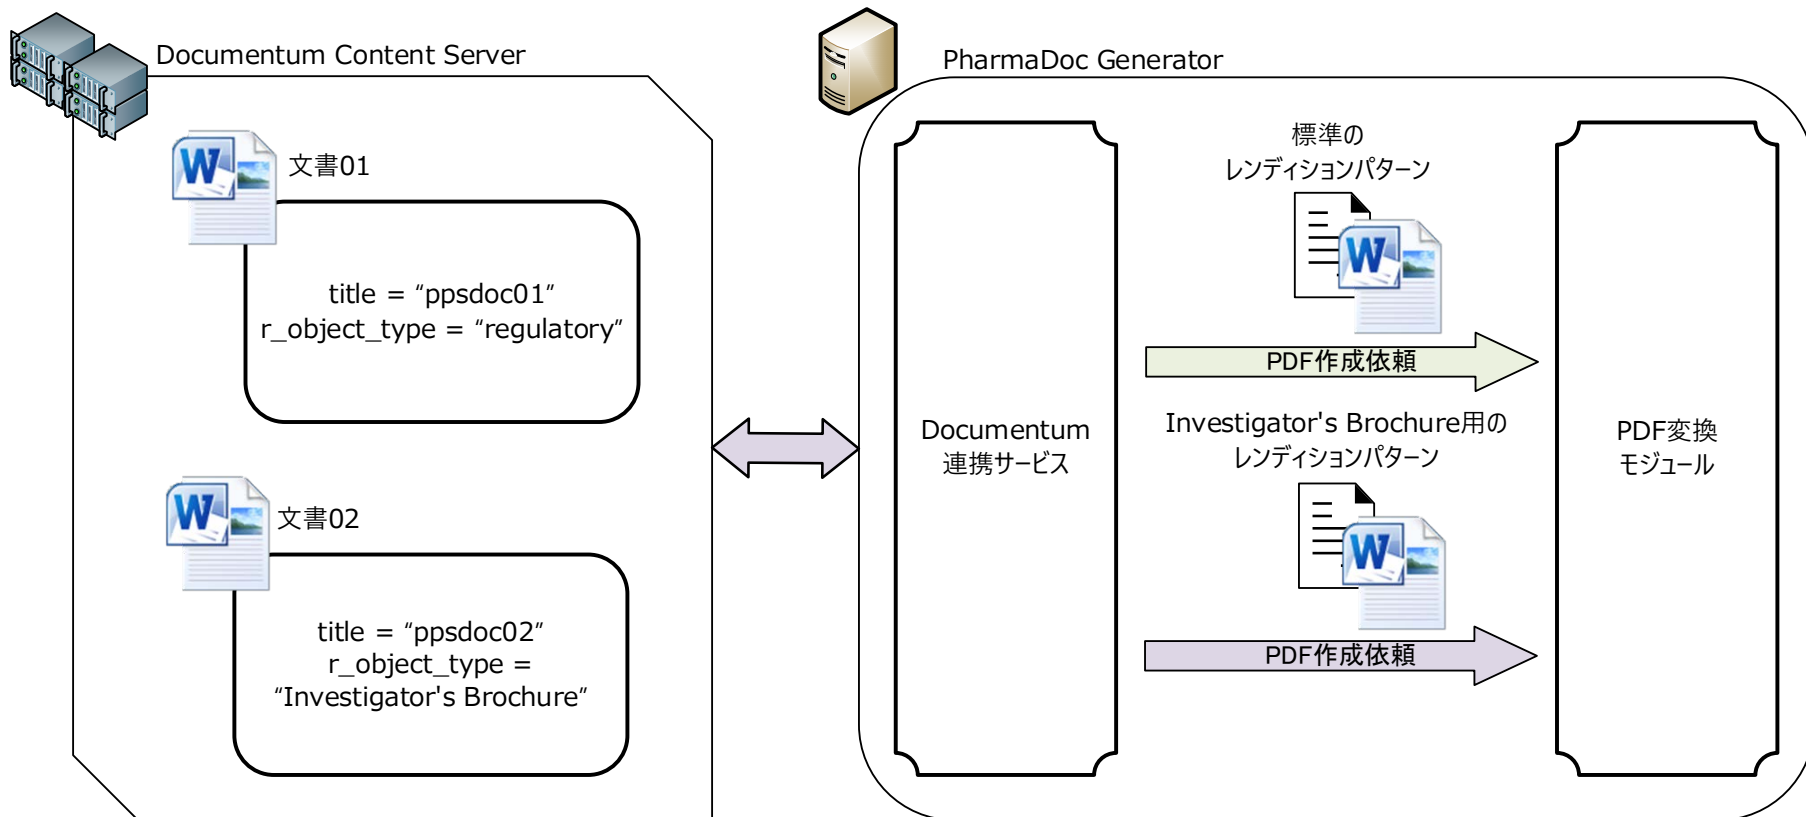 Documentum Content Server
文書01
title = “ppsdoc01”
r_object_type = “regulatory”
文書02
title = “ppsdoc02”
r_object_type =
“Investigator's Brochure”
PharmaDoc Generator
Documentum
連携サービス
標準の
レンディションパターン
PDF作成依頼
Investigator's Brochure用の
レンディションパターン
PDF作成依頼
PDF変換
モジュール